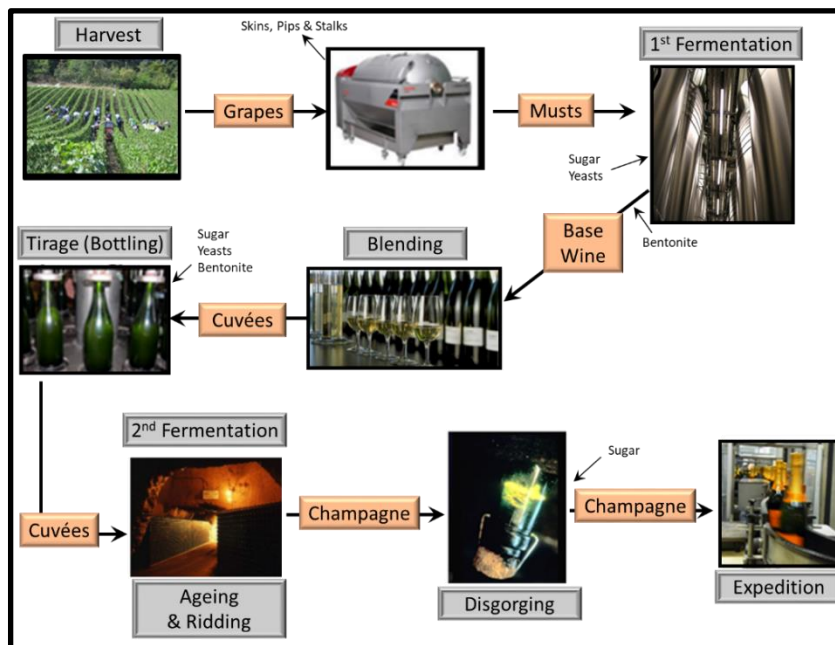 Harvest
Skins, Pips & Stalks
1st Fermentation
Grapes
Musts
Sugar
Yeasts
Bentonite
Base
Wine
Blending
Tirage (Bottling)
Sugar
Yeasts
Bentonite
Cuvées
2nd Fermentation
Cuvées
Ageing
& Ridding
Champagne
Disgorging
Sugar
Champagne
Expedition